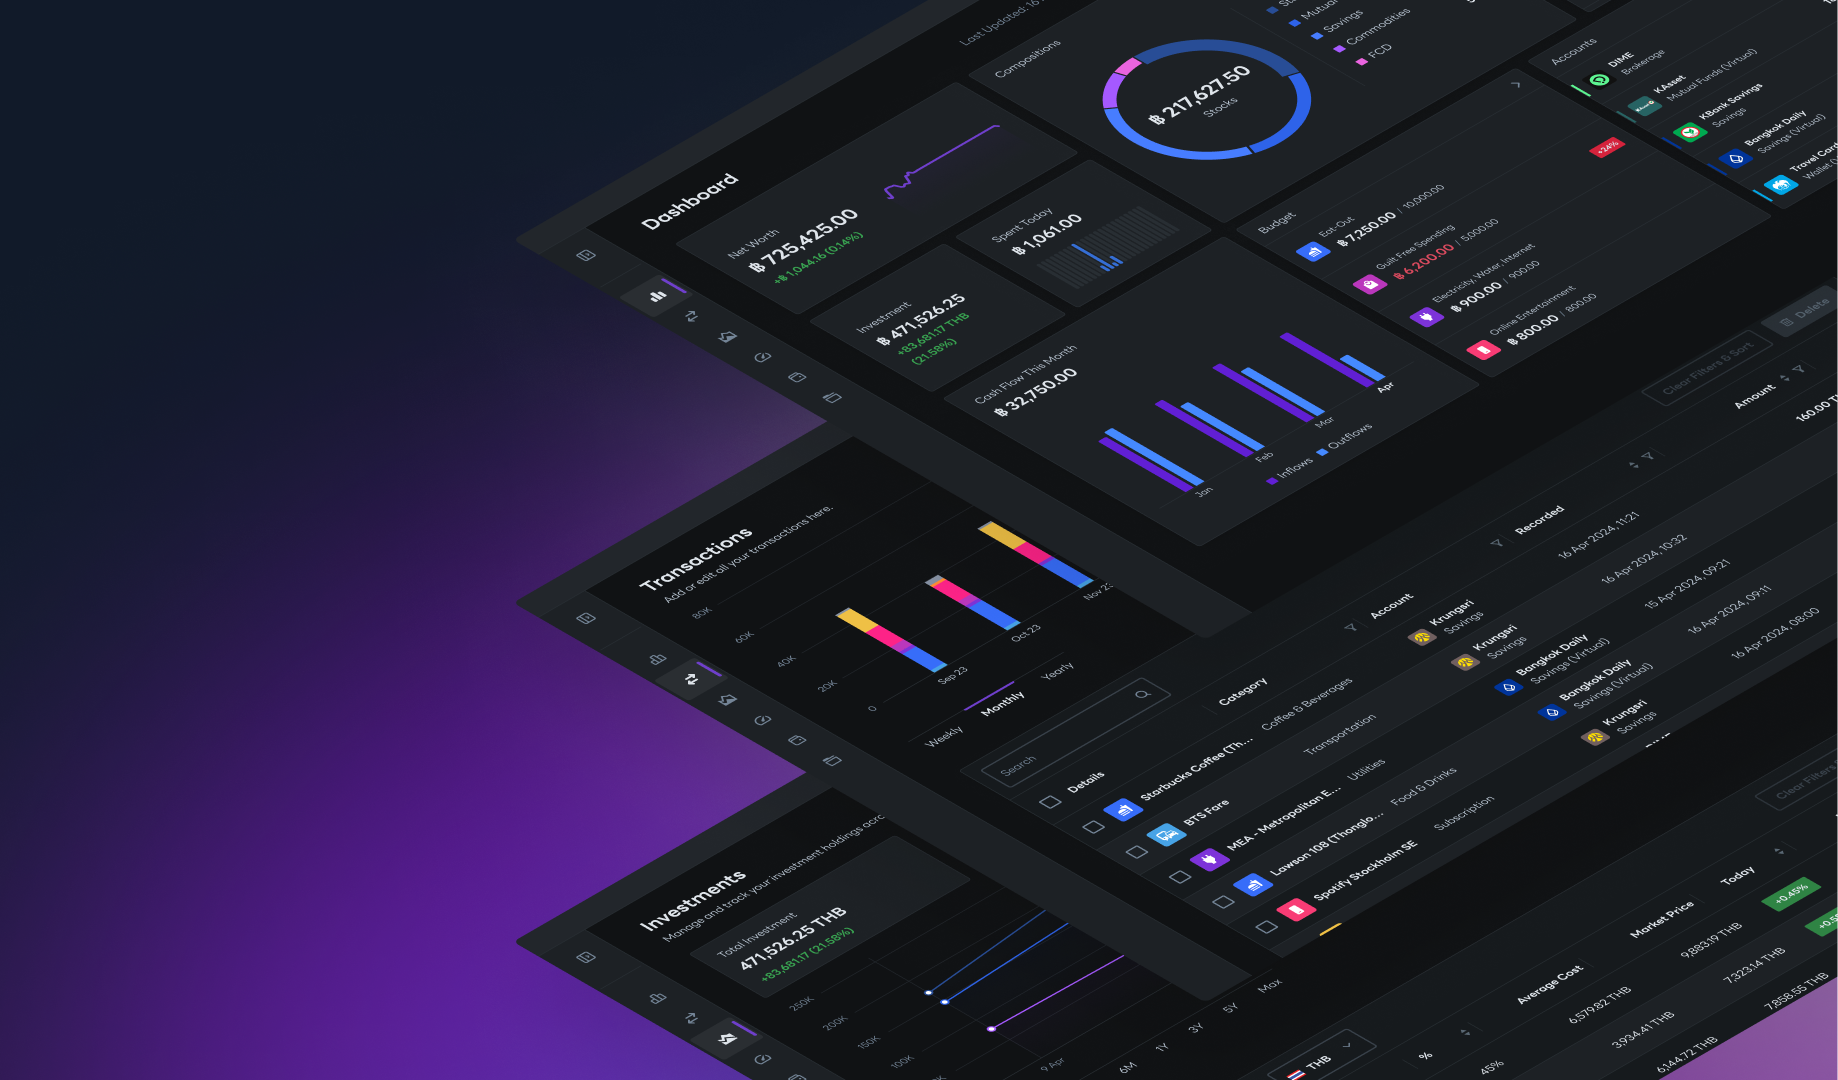 Last Updated: 16
Compositions
฿ 217,627.50
Stocks
Mutual
Savings
Commodities
FCD
Accounts
DIME
Brokerage
KAsset
Mutual Funds (Virtual)
KBank Savings
Savings
Bangkok Daily
Savings (Virtual)
Travel Card
Wallet
Dashboard
Net Worth
฿ 725,425.00
+฿ 1,044.16 (0.14%)
Spent Today
฿ 1,061.00
Investment
฿ 471,526.25
+83,681.17 THB
(21.58%)
Budget
+24%
Eat-Out
฿ 7,250.00 / 10,000.00
Guilt Free Spending
฿ 6,200.00 / 5,000.00
Electricity, Water, Internet
฿ 900.00 / 900.00
Online Entertainment
฿ 800.00 / 800.00
Cash Flow This Month
฿ 32,750.00
Jan
Feb
Mar
Apr
Inflows
Outflows
Transactions
Add or edit all your transactions here.
80K
60K
40K
20K
0
Sep 23
Oct 23
Nov 23
Weekly
Monthly
Yearly
Delete
Clear Filters & Sort
Search
Details
Category
Account
Recorded
Amount
Starbucks Coffee (Th...
Coffee & Beverages
Krungsri
Savings
16 Apr 2024, 11:21
160.00 T
BTS Fare
Transportation
Krungsri
Savings
16 Apr 2024, 10:32
MEA - Metropolitan E...
Utilities
Bangkok Daily
Savings (Virtual)
15 Apr 2024, 09:21
Lawson 108 (Thonglo...
Food & Drinks
Bangkok Daily
Savings (Virtual)
16 Apr 2024, 09:11
Spotify Stockholm SE
Subscription
Krungsri
Savings
16 Apr 2024, 08:00
Investments
Manage and track your investment holdings acro
Total Investment
471,526.25 THB
+83,681.17 (21.58%)
250K
200K
150K
100K
9 Apr
6M
1Y
3Y
5Y
Max
Clear Filters
THB
%
Average Cost
Market Price
Today
45%
6,579.82 THB
9,883.19 THB
+0.45%
3,934.41 THB
7,323.14 THB
6,144.72 THB
7,858.55 THB